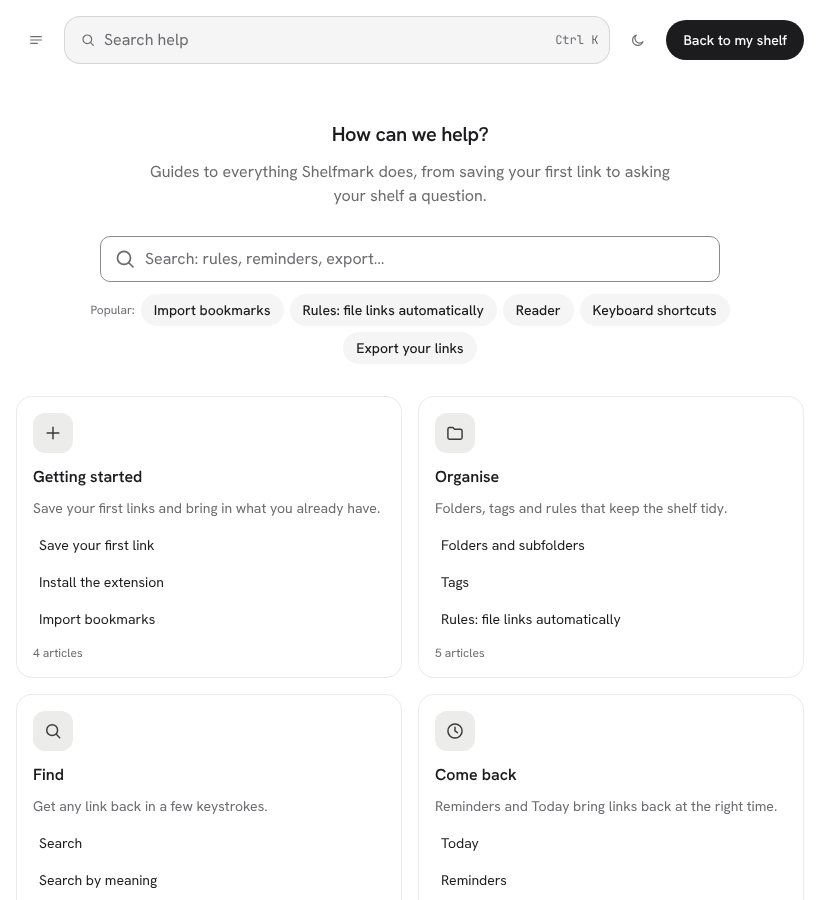 Search help
Ctrl K
Back to my shelf
How can we help?
Guides to everything Shelfmark does, from saving your first link to asking
your shelf a question.
Search: rules, reminders, export...
Popular:
Import bookmarks
Rules: file links automatically
Reader
Keyboard shortcuts
Export your links
Getting started
Save your first links and bring in what you already have.
Save your first link
Install the extension
Import bookmarks
4 articles
Organise
Folders, tags and rules that keep the shelf tidy.
Folders and subfolders
Tags
Rules: file links automatically
5 articles
Find
Get any link back in a few keystrokes.
Search
Search by meaning
Come back
Reminders and Today bring links back at the right time.
Today
Reminders